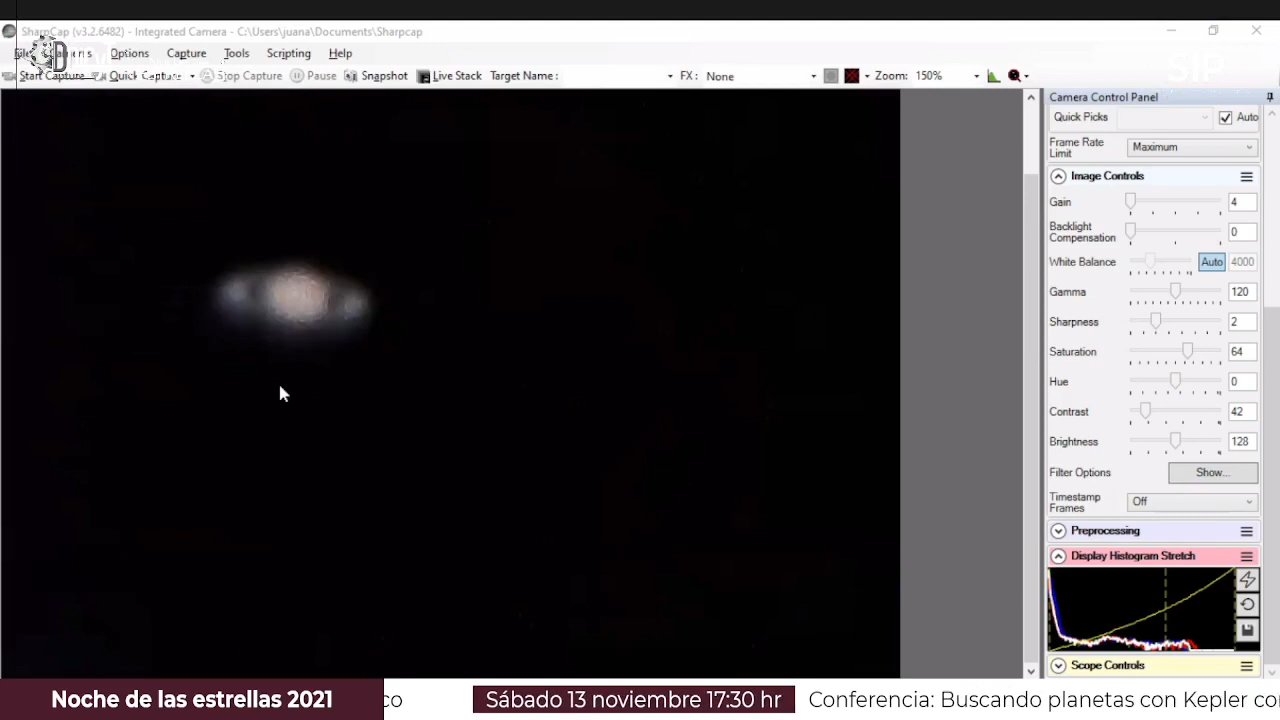 SharpCap (v3.2.6482) - Integrated Camera - C:\Users\juana\Documents\Sharpcap
Options Capture Tools Scripting Help
SIP
Start Capture Quick Capture Stop Capture Pause Snapshot Live Stack Target Name : FX : None Zoom: 150%
Camera Control Panel
Quick Picks Auto
Frame Rate
Limit Maximum
Image Controls
Gain 4
Backlight
Compensation 0
White Balance Auto 4000
Gamma 120
Sharpness 2
Saturation 64
Hue 0
Contrast 42
Brightness 128
Filter Options Show...
Timestamp
Frames Off
Preprocessing
Display Histogram Stretch
Scope Controls
Noche de las estrellas 2021 co Sábado 13 noviembre 17:30 hr Conferencia: Buscando planetas con Kepler co